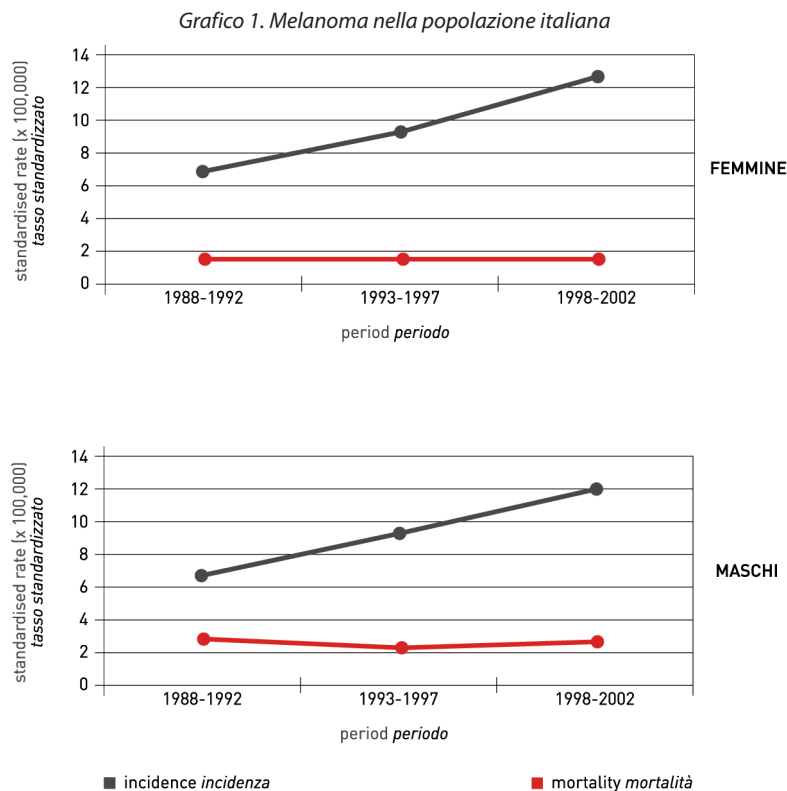 Grafico 1. Melanoma nella popolazione italiana
standardised rate (x 100,000)
tasso standardizzato
14
12
10
8
6
4
2
0
1988-1992 1993-1997 1998-2002
period periodo
FEMMINE
standardised rate (x 100,000)
tasso standardizzato
14
12
10
8
6
4
2
0
1988-1992 1993-1997 1998-2002
period periodo
MASCHI
incidence incidenza mortality mortalità